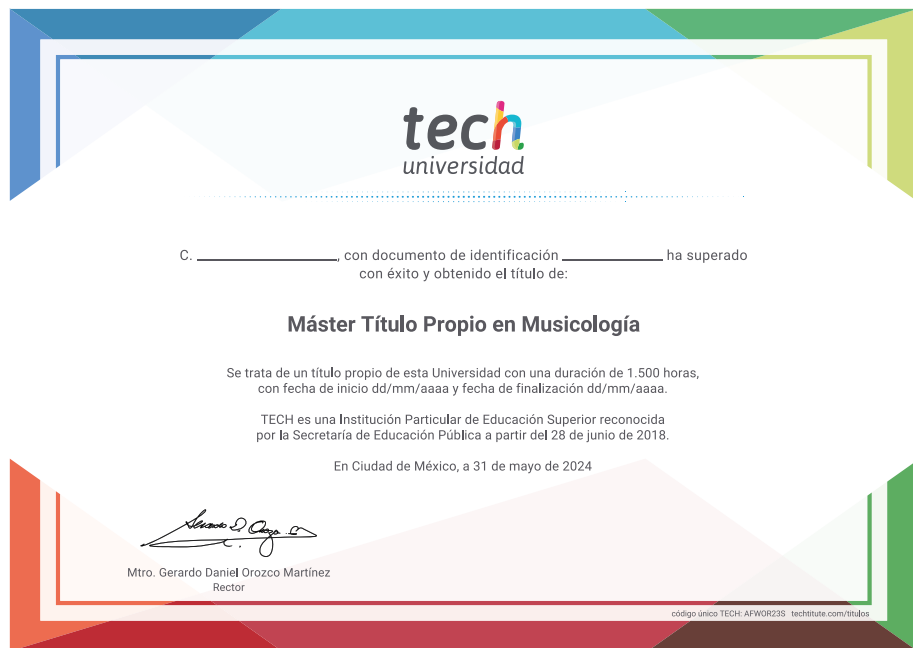 tech
universidad
C. ____________, con documento de identificación ____________ ha superado
con éxito y obtenido el título de:
Máster Título Propio en Musicología
Se trata de un título propio de esta Universidad con una duración de 1.500 horas,
con fecha de inicio dd/mm/aaaa y fecha de finalización dd/mm/aaaa.
TECH es una Institución Particular de Educación Superior reconocida
por la Secretaría de Educación Pública a partir del 28 de junio de 2018.
En Ciudad de México, a 31 de mayo de 2024
Mtro. Gerardo Daniel Orozco Martínez
Rector
código único TECH: AFWOR23S techtitute.com/titulos